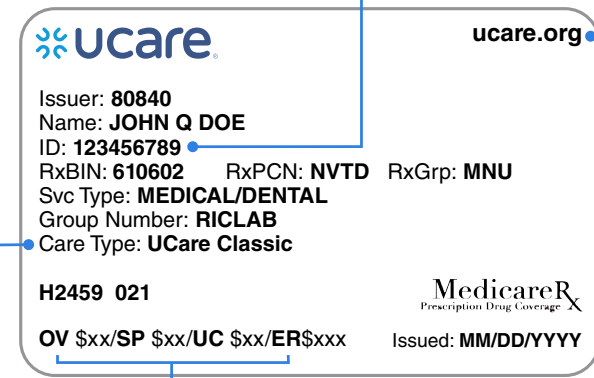 ucare. ucare.org
Issuer: 80840
Name: JOHN Q DOE
ID: 123456789
RxBIN: 610602 RxPCN: NVTD RxGrp: MNU
Svc Type: MEDICAL/DENTAL
Group Number: RICLAB
Care Type: UCare Classic
H2459 021
MedicareRx
Prescription Drug Coverage
OV $xx/SP $xx/UC $xx/ER$xxx Issued: MM/DD/YYYY